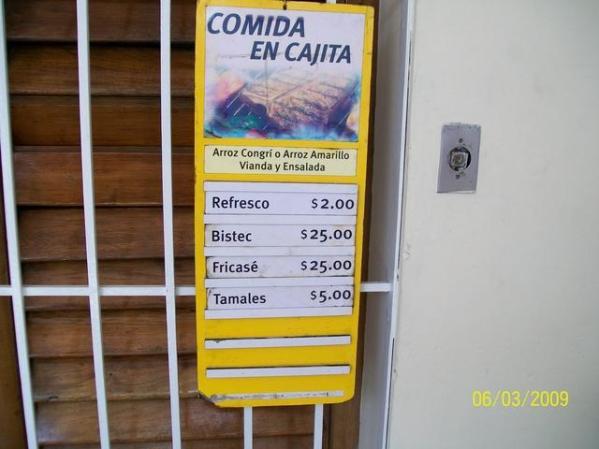 COMIDA
EN CAJITA
Arroz Congrí o Arroz Amarillo
Vianda y Ensalada
Refresco $2.00
Bistec $25.00
Fricasé $25.00
Tamales $5.00
06/03/2009